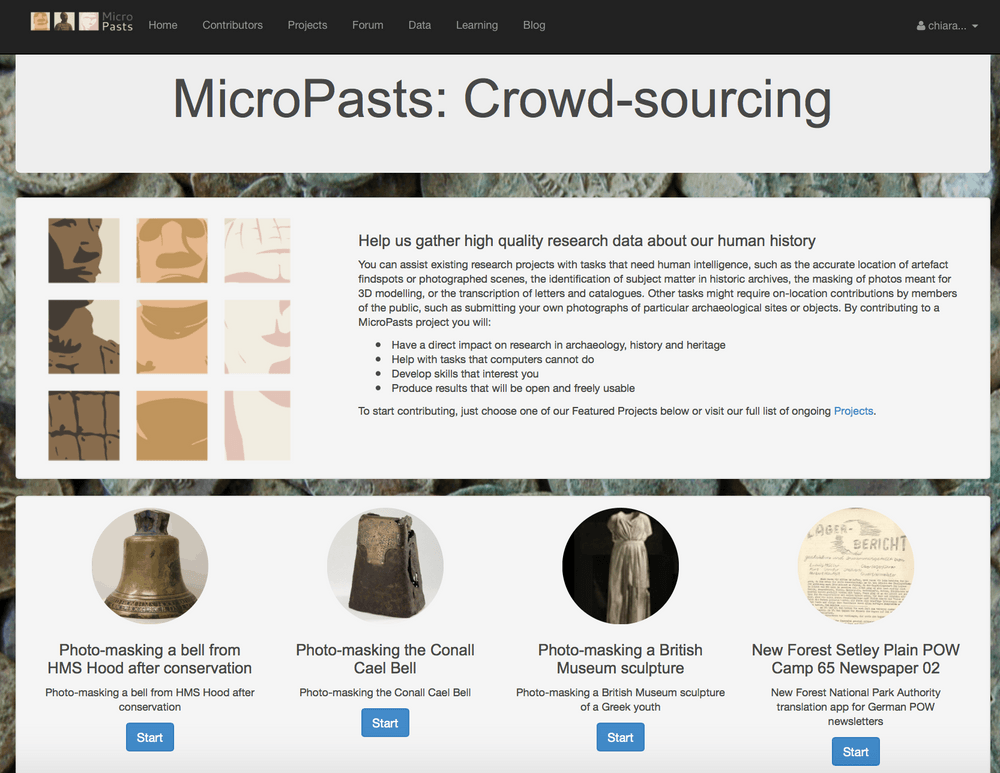 Micro
Pasts
Home Contributors Projects Forum Data Learning Blog chiara...
MicroPasts: Crowd-sourcing
Help us gather high quality research data about our human history
You can assist existing research projects with tasks that need human intelligence, such as the accurate location of artefact
findspots or photographed scenes, the identification of subject matter in historic archives, the masking of photos meant for
3D modelling, or the transcription of letters and catalogues. Other tasks might require on-location contributions by members
of the public, such as submitting your own photographs of particular archaeological sites or objects. By contributing to a
MicroPasts project you will:
Have a direct impact on research in archaeology, history and heritage
Help with tasks that computers cannot do
Develop skills that interest you
Produce results that will be open and freely usable
To start contributing, just choose one of our Featured Projects below or visit our full list of ongoing Projects.
LAGER-
BERICHT
Photo-masking a bell from
HMS Hood after conservation
Photo-masking a bell from HMS Hood after
conservation
Start
Photo-masking the Conall
Cael Bell
Photo-masking the Conall Cael Bell
Start
Photo-masking a British
Museum sculpture
Photo-masking a British Museum sculpture
of a Greek youth
Start
New Forest Setley Plain POW
Camp 65 Newspaper 02
New Forest National Park Authority
translation app for German POW
newsletters
Start